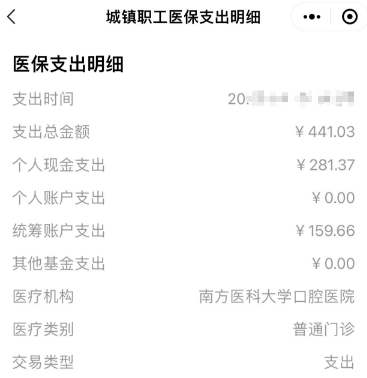 城镇职工医保支出明细
医保支出明细
支出时间 20
支出总金额 ￥441.03
个人现金支出 ￥281.37
个人账户支出 ￥0.00
统筹账户支出 ￥159.66
其他基金支出 ￥0.00
医疗机构 南方医科大学口腔医院
医疗类别 普通门诊
交易类型 支出